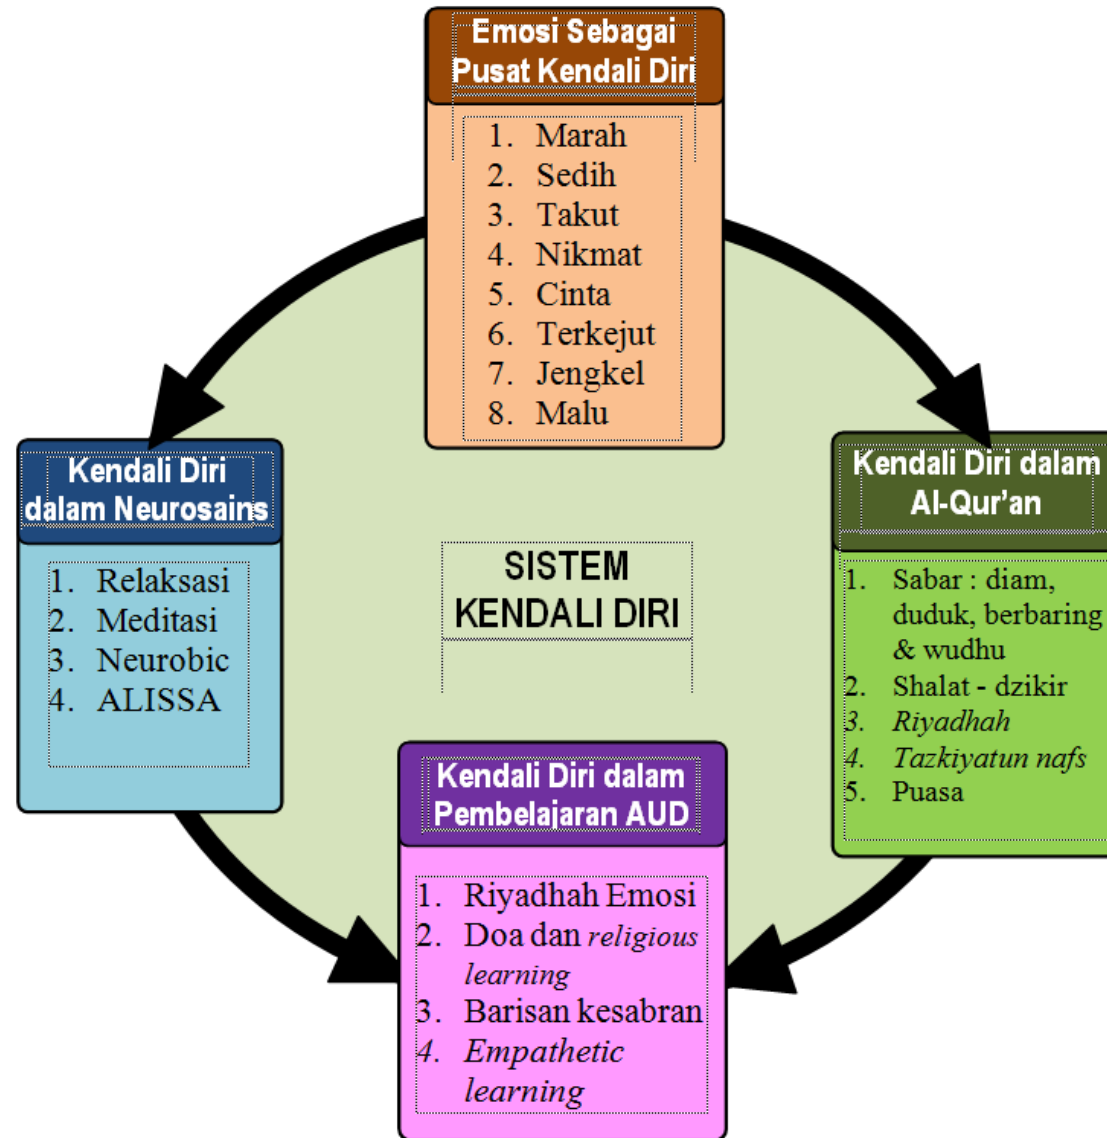 Emosi Sebagai
Pusat Kendali Diri
1. Marah
2. Sedih
3. Takut
4. Nikmat
5. Cinta
6. Terkejut
7. Jengkel
8. Malu
Kendali Diri
dalam Neurosains
1. Relaksasi
2. Meditasi
3. Neurobic
4. ALISSA
SISTEM
KENDALI DIRI
Kendali Diri dalam
Al-Qur’an
1. Sabar : diam,
duduk, berbaring
& wudhu
2. Shalat - dzikir
3. Riyadhah
4. Tazkiyatun nafs
5. Puasa
Kendali Diri dalam
Pembelajaran AUD
1. Riyadhah Emosi
2. Doa dan religious
learning
3. Barisan kesabran
4. Empathetic
learning